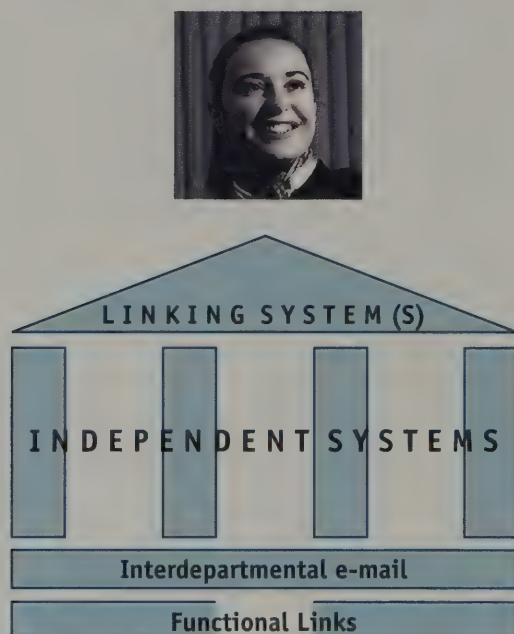 LINKING SYSTEM (S)
INDEPENDENT SYSTEMS
Interdepartmental e-mail
Functional Links